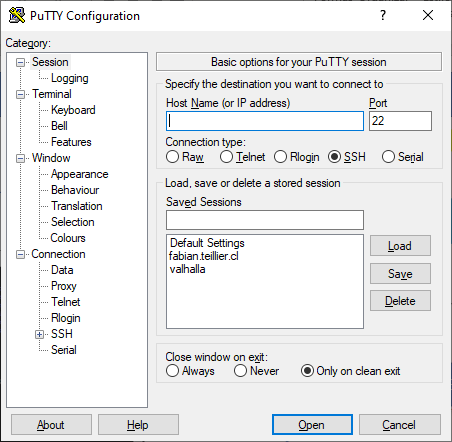 PuTTY Configuration
? ×
Category:
Session
Logging
Terminal
Keyboard
Bell
Features
Window
Appearance
Behaviour
Translation
Selection
Colours
Connection
Data
Proxy
Telnet
Rlogin
SSH
Serial
Basic options for your PuTTY session
Specify the destination you want to connect to
Host Name (or IP address) Port
22
Connection type:
Raw Telnet Rlogin SSH Serial
Load, save or delete a stored session
Saved Sessions
Default Settings
fabian.teillier.cl
valhalla
Load
Save
Delete
Close window on exit:
Always Never Only on clean exit
About Help Open Cancel